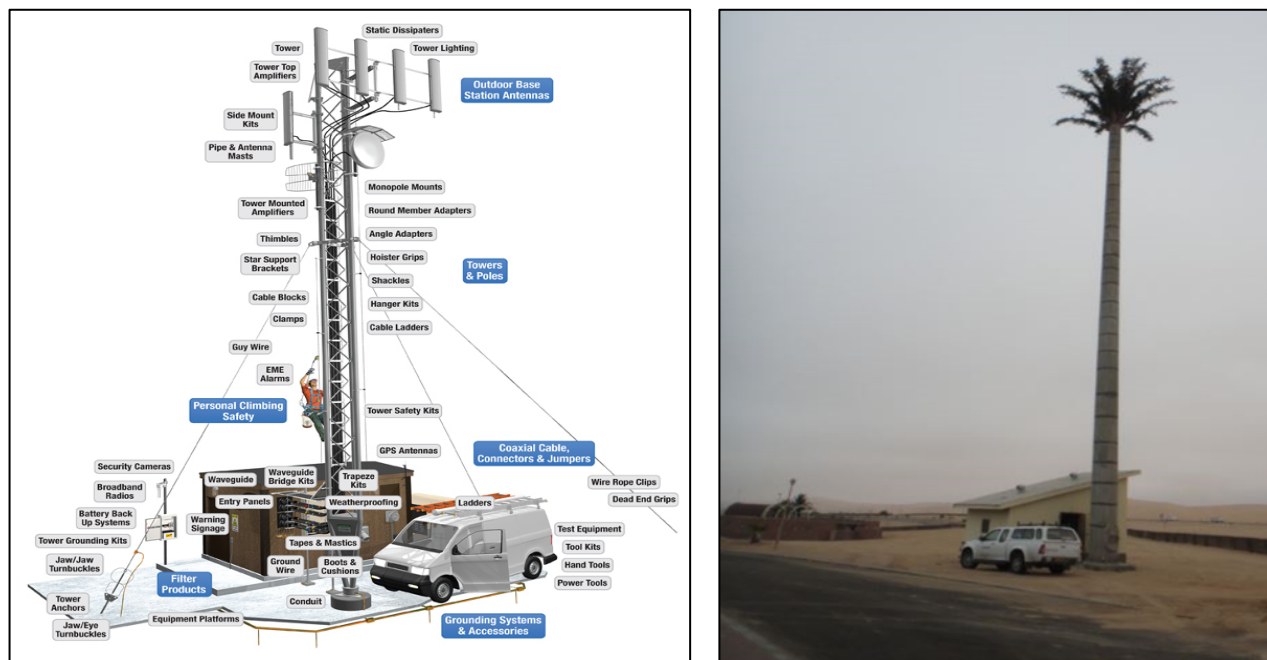 Static Dissipaters
Tower
Tower Lighting
Tower Top
Amplifiers
Outdoor Base
Station Antennas
Side Mount
Kits
Pipe & Antenna
Masts
Monopole Mounts
Tower Mounted
Amplifiers
Round Member Adapters
Thimbles
Angle Adapters
Star Support
Brackets
Hoister Grips
Towers
& Poles
Shackles
Cable Blocks
Hanger Kits
Clamps
Cable Ladders
Guy Wire
EME
Alarms
Personal Climbing
Safety
Tower Safety Kits
GPS Antennas
Coaxial Cable,
Connectors & Jumpers
Security Cameras
Waveguide
Waveguide
Bridge Kits
Trapeze
Kits
Wire Rope Clips
Broadband
Radios
Entry Panels
Weatherproofing
Ladders
Dead End Grips
Battery Back
Up Systems
Warning
Signage
Test Equipment
Tower Grounding Kits
Tapes & Mastics
Tool Kits
Jaw/Jaw
Turnbuckles
Ground
Wire
Boots &
Cushions
Hand Tools
Filter
Products
Power Tools
Tower
Anchors
Conduit
Jaw/Eye
Turnbuckles
Equipment Platforms
Grounding Systems
& Accessories